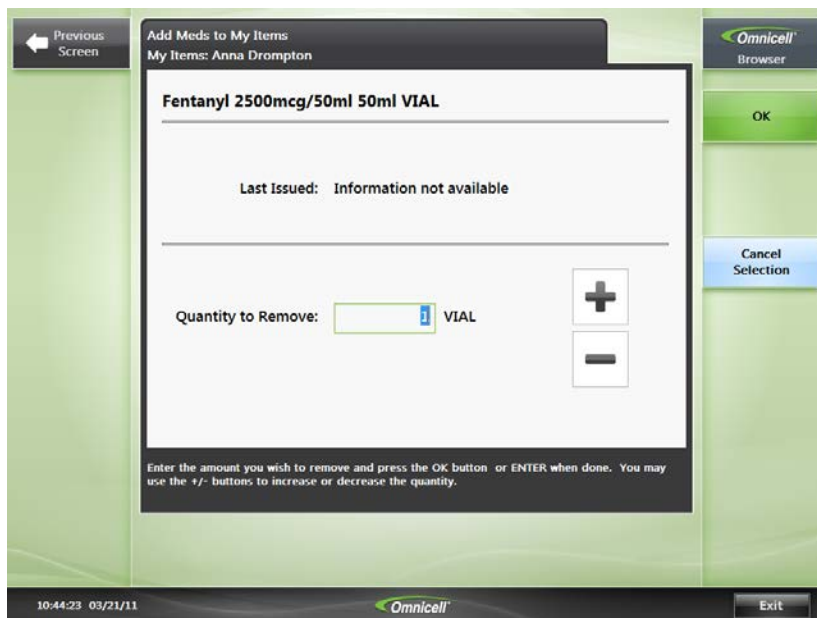 Previous
Screen
Add Meds to My Items
My Items: Anna Drompton
Omnicell
Browser
Fentanyl 2500mcg/50ml 50ml VIAL
OK
Last Issued: Information not available
Cancel
Selection
Quantity to Remove: 1 VIAL
Enter the amount you wish to remove and press the OK button or ENTER when done. You may
use the +/- buttons to increase or decrease the quantity.
10:44:23 03/21/11
Omnicell
Exit